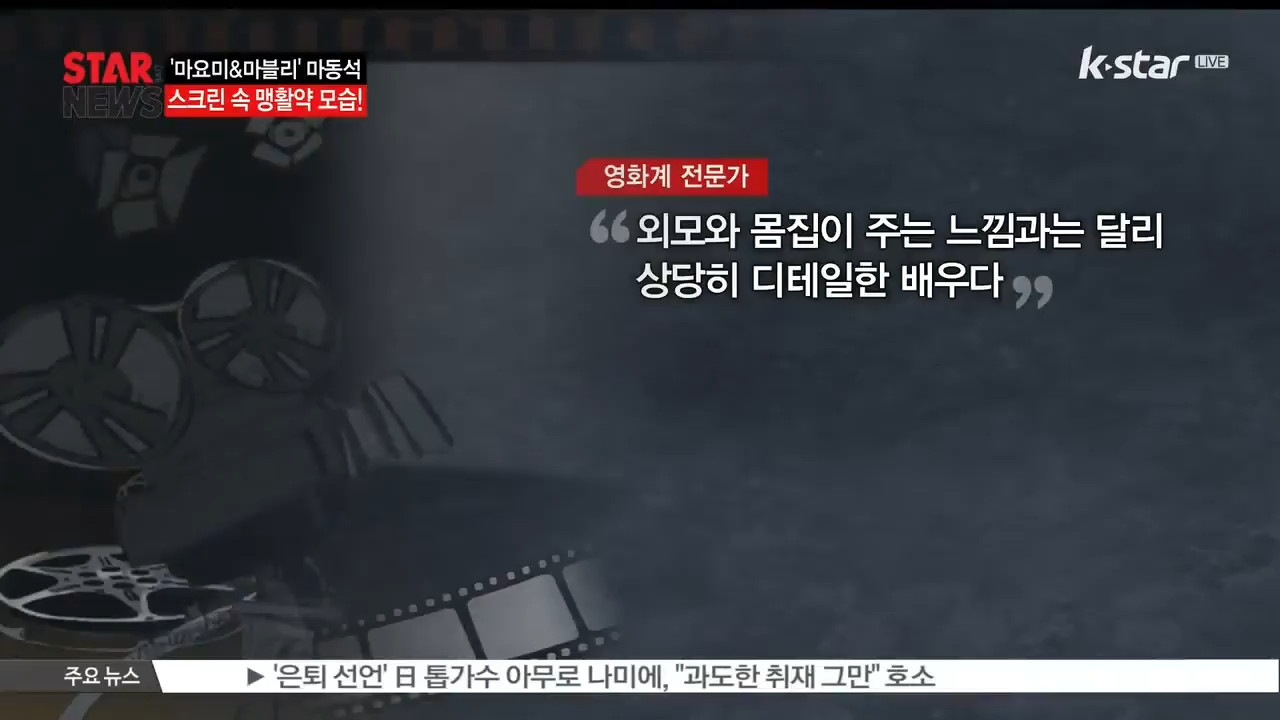 STAR NEWS LIVE
'마요미&마블리' 마동석
스크린 속 맹활약 모습!
k·star LIVE
영화계 전문가
“외모와 몸집이 주는 느낌과는 달리
상당히 디테일한 배우다”
주요뉴스
▶ '은퇴 선언' 日 톱가수 아무로 나미에, "과도한 취재 그만" 호소